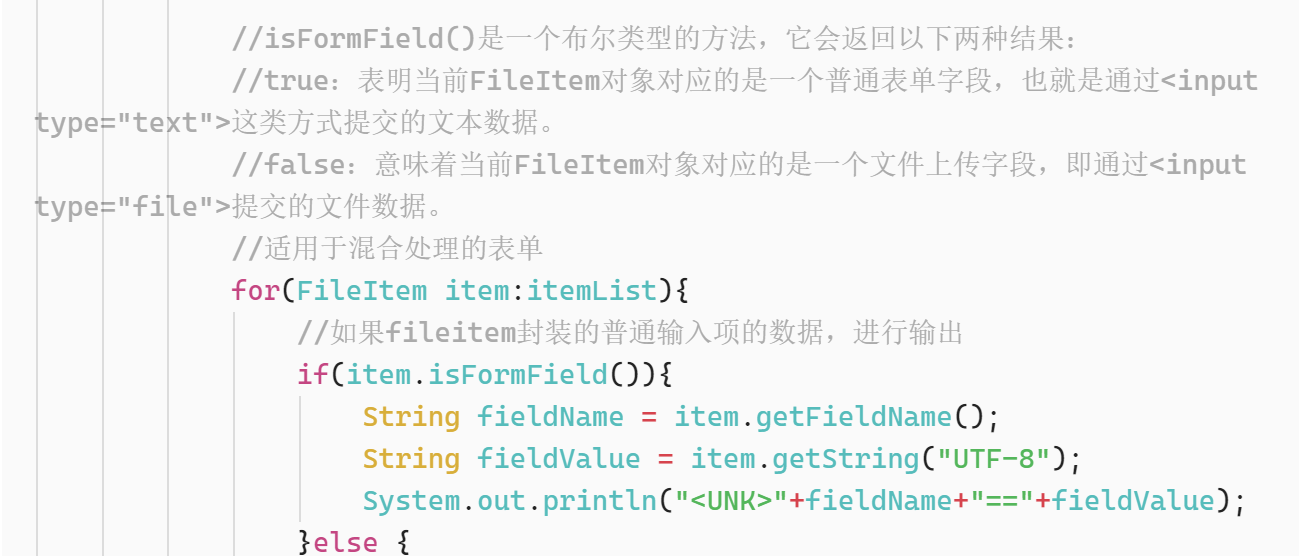 //isFormField()是一个布尔类型的方法，它会返回以下两种结果：
//true：表明当前FileItem对象对应的是一个普通表单字段，也就是通过<input
type="text">这类方式提交的文本数据。
//false：意味着当前FileItem对象对应的是一个文件上传字段，即通过<input
type="file">提交的文件数据。
//适用于混合处理的表单
for(FileItem item:itemList){
//如果fileitem封装的普通输入项的数据，进行输出
if(item.isFormField()){
String fieldName = item.getFieldName();
String fieldValue = item.getString("UTF-8");
System.out.println("<UNK>"+fieldName+"=="+fieldValue);
}else {